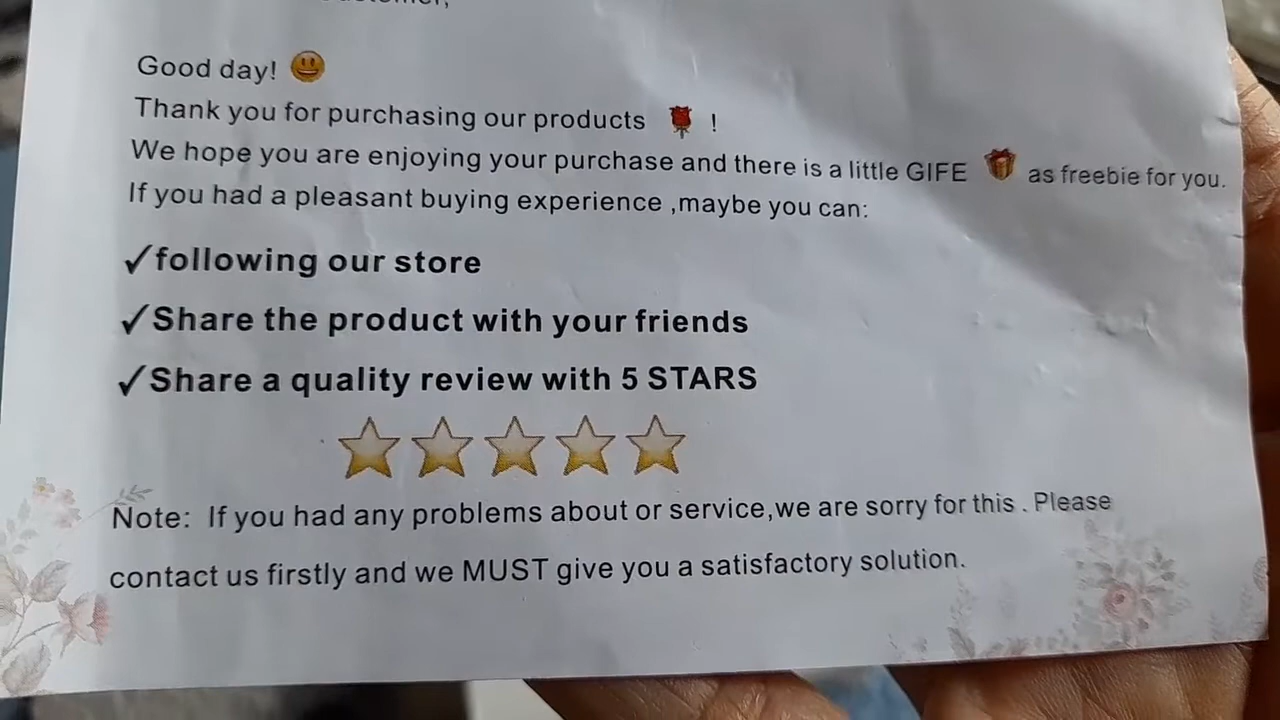 Good day! 😃
Thank you for purchasing our products 🌹 !
We hope you are enjoying your purchase and there is a little GIFE 🎁 as freebie for you.
If you had a pleasant buying experience ,maybe you can:
✓following our store
✓Share the product with your friends
✓Share a quality review with 5 STARS
Note: If you had any problems about or service,we are sorry for this . Please
contact us firstly and we MUST give you a satisfactory solution.